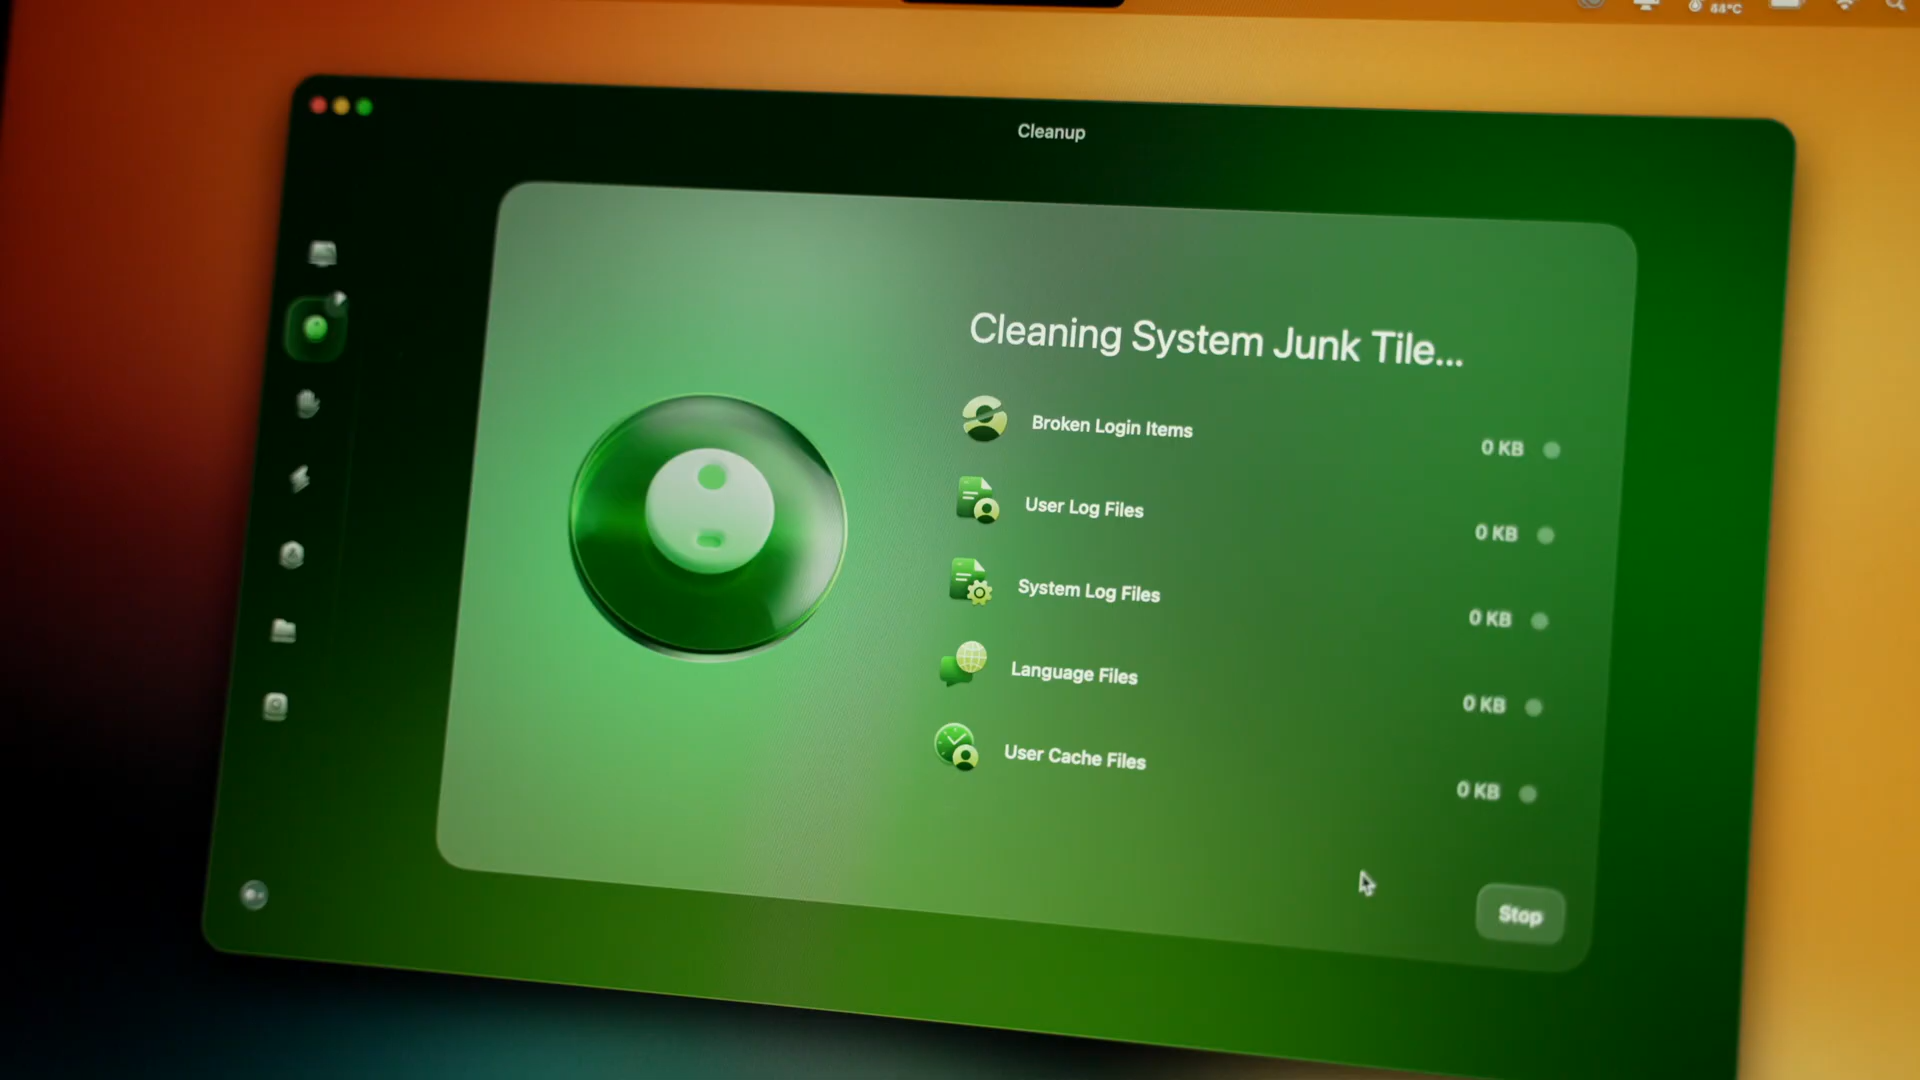 44°C
Cleanup
Cleaning System Junk Tile...
Broken Login Items
0 KB
User Log Files
0 KB
System Log Files
0 KB
Language Files
0 KB
User Cache Files
0 KB
Stop